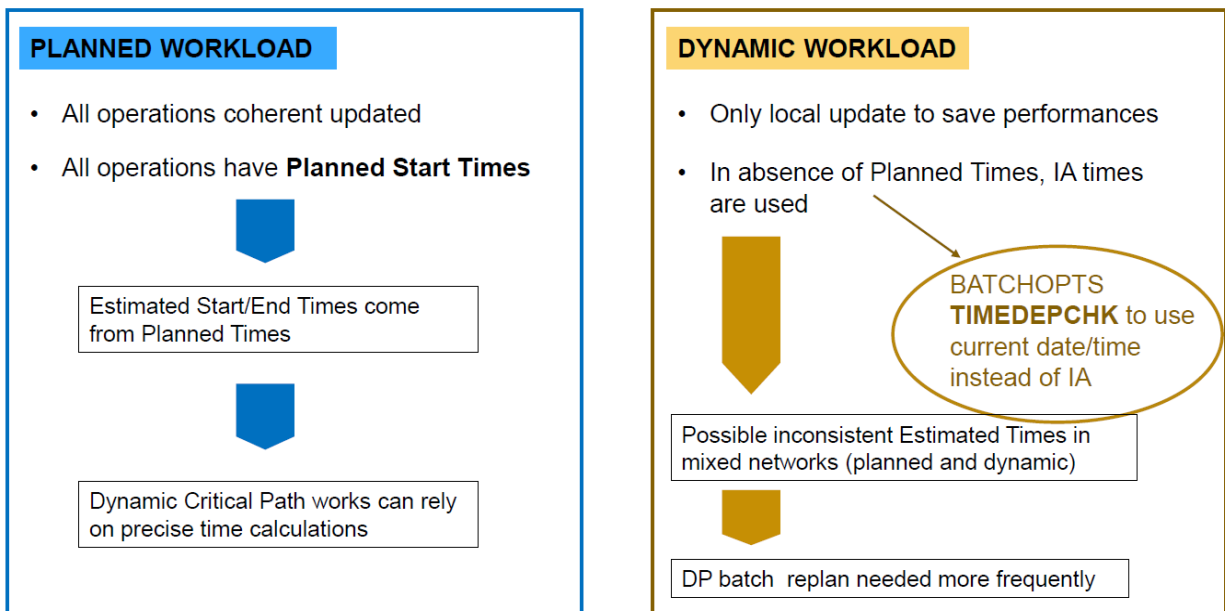 PLANNED WORKLOAD
• All operations coherent updated
• All operations have Planned Start Times
Estimated Start/End Times come
from Planned Times
Dynamic Critical Path works can rely
on precise time calculations
DYNAMIC WORKLOAD
• Only local update to save performances
• In absence of Planned Times, IA times
are used
BATCHOPTS
TIMEDEPCHK to use
current date/time
instead of IA
Possible inconsistent Estimated Times in
mixed networks (planned and dynamic)
DP batch replan needed more frequently